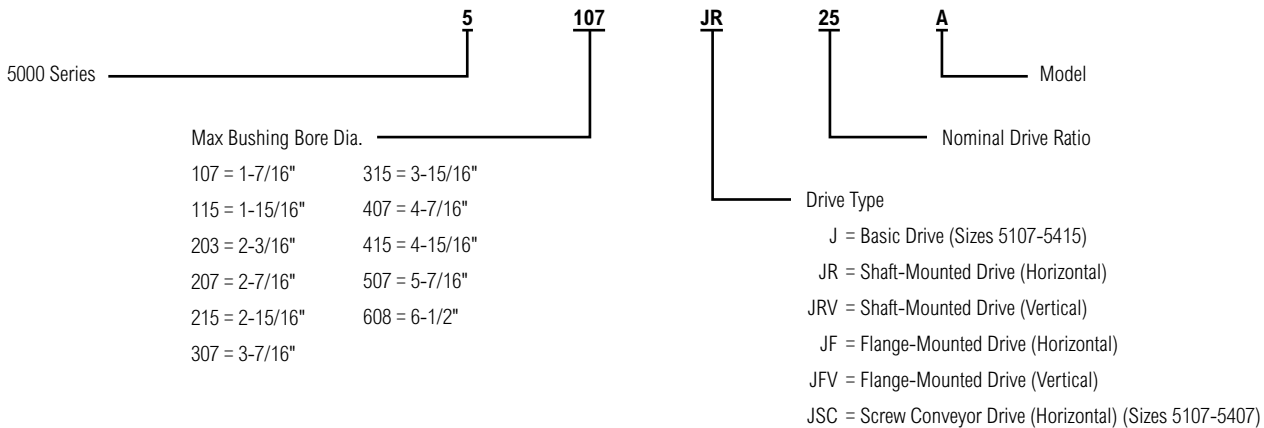 5 107 JR 25 A
5000 Series
Model
Max Bushing Bore Dia.
Nominal Drive Ratio
107 = 1-7/16" 315 = 3-15/16"
115 = 1-15/16" 407 = 4-7/16"
203 = 2-3/16" 415 = 4-15/16"
207 = 2-7/16" 507 = 5-7/16"
215 = 2-15/16" 608 = 6-1/2"
307 = 3-7/16"
Drive Type
J = Basic Drive (Sizes 5107-5415)
JR = Shaft-Mounted Drive (Horizontal)
JRV = Shaft-Mounted Drive (Vertical)
JF = Flange-Mounted Drive (Horizontal)
JFV = Flange-Mounted Drive (Vertical)
JSC = Screw Conveyor Drive (Horizontal) (Sizes 5107-5407)